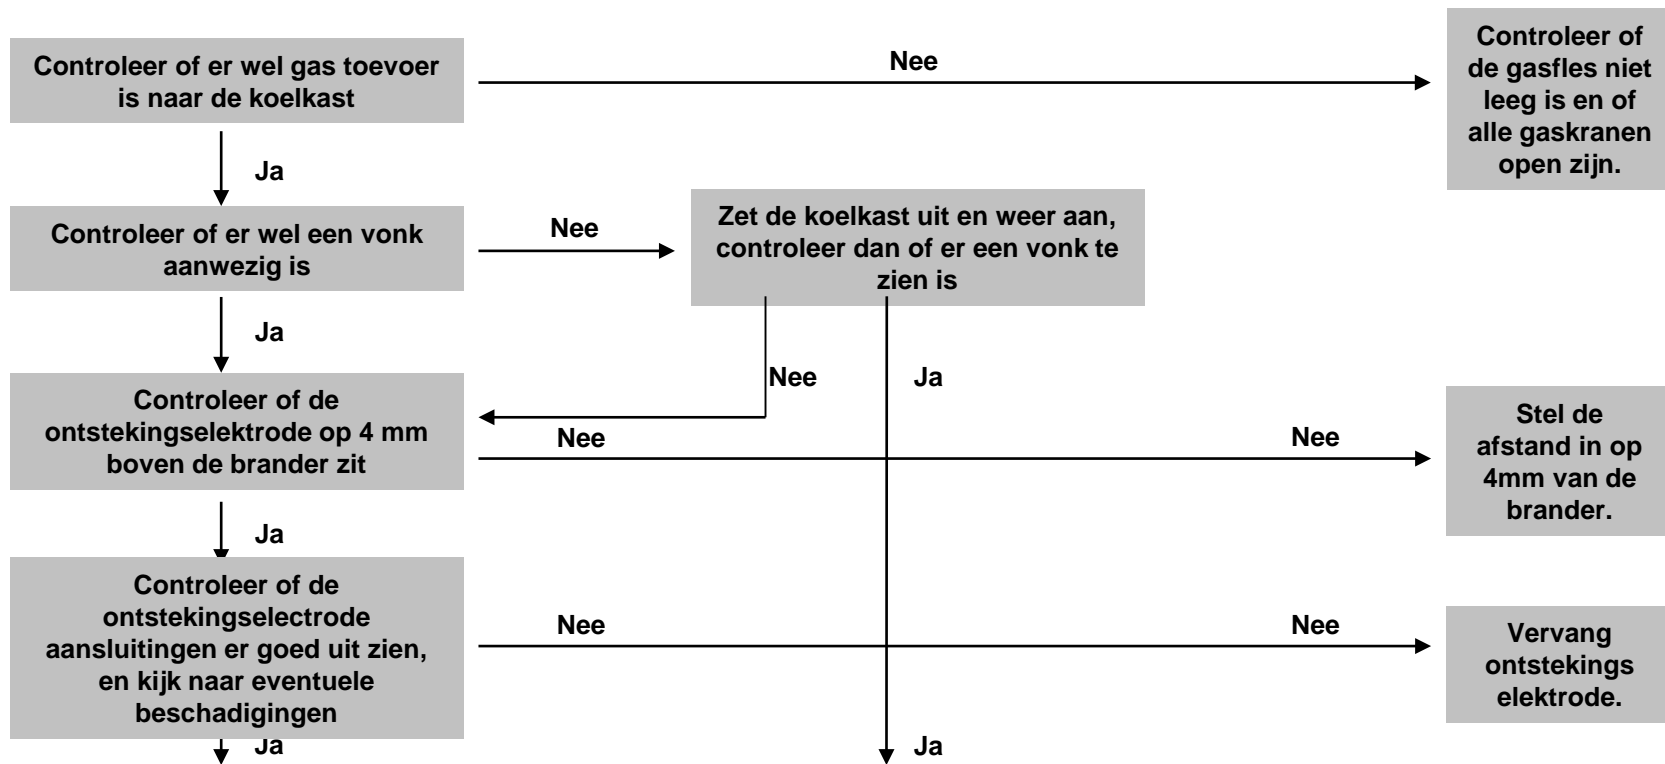 Controleer of er wel gas toevoer
is naar de koelkast
Nee
Controleer of
de gasfles niet
leeg is en of
alle gaskranen
open zijn.
Ja
Controleer of er wel een vonk
aanwezig is
Nee
Zet de koelkast uit en weer aan,
controleer dan of er een vonk te
zien is
Ja
Nee
Ja
Controleer of de
ontstekingselektrode op 4 mm
boven de brander zit
Nee
Nee
Stel de
afstand in op
4mm van de
brander.
Ja
Controleer of de
ontstekingselectrode
aansluitingen er goed uit zien,
en kijk naar eventuele
beschadigingen
Nee
Nee
Vervang
ontstekings
elektrode.
Ja
Ja